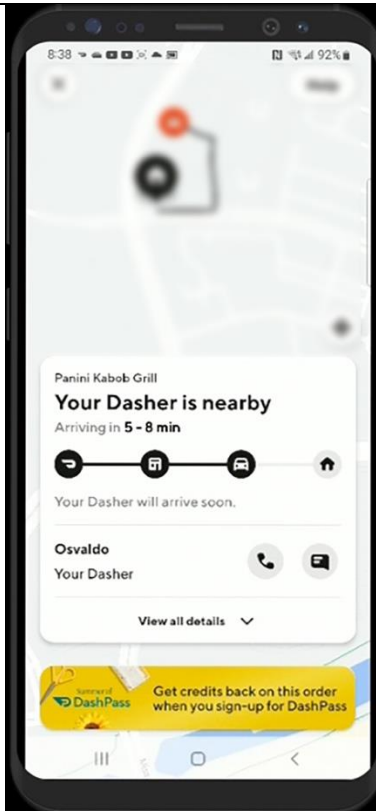 8:38
92%
Panini Kabob Grill
Your Dasher is nearby
Arriving in 5 - 8 min
Your Dasher will arrive soon.
Osvaldo
Your Dasher
View all details
Summer of
DashPass
Get credits back on this order
when you sign-up for DashPass